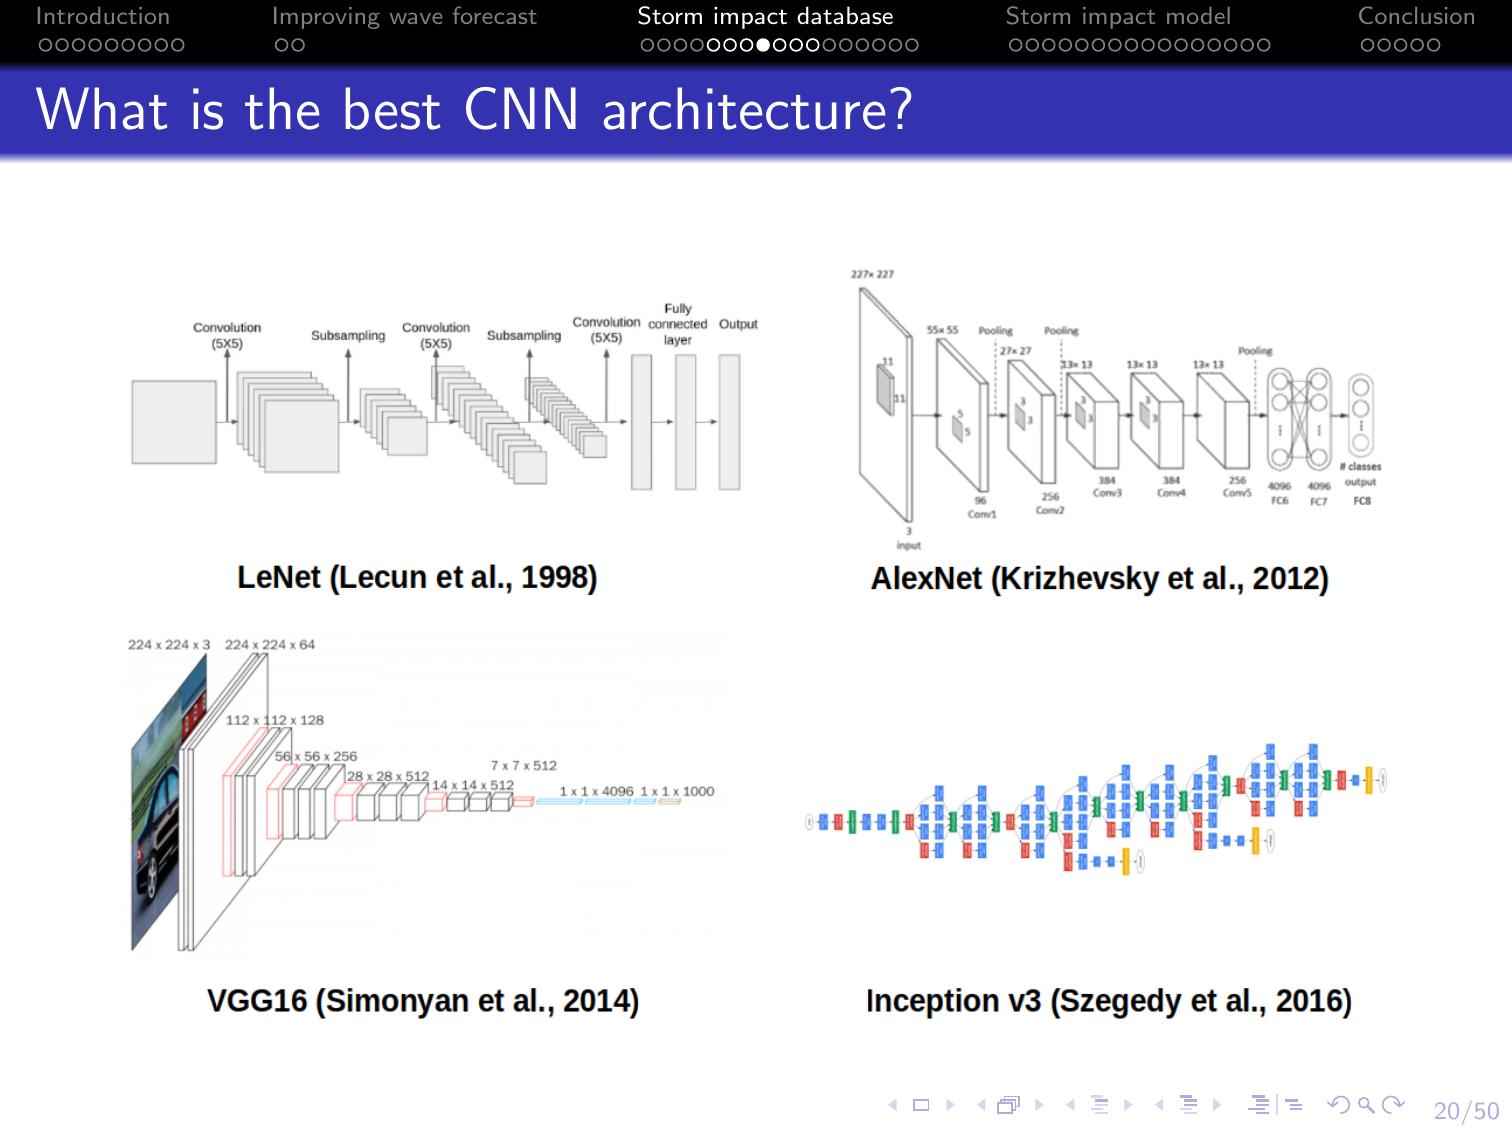 Introduction Improving wave forecast Storm impact database Storm impact model Conclusion
What is the best CNN architecture?
Convolution (5X5)
Subsampling
Convolution (5X5)
Subsampling
Convolution (5X5)
Fully connected layer
Output
LeNet (Lecun et al., 1998)
227× 227
11
11
3
input
55× 55
5
5
96
Conv1
Pooling
27× 27
3
3
256
Conv2
Pooling
13× 13
3
3
384
Conv3
13× 13
3
3
384
Conv4
13× 13
256
Conv5
Pooling
4096
FC6
4096
FC7
# classes
output
FC8
AlexNet (Krizhevsky et al., 2012)
224 x 224 x 3 224 x 224 x 64
112 x 112 x 128
56 x 56 x 256
28 x 28 x 512
14 x 14 x 512
7 x 7 x 512
1 x 1 x 4096 1 x 1 x 1000
VGG16 (Simonyan et al., 2014)
Inception v3 (Szegedy et al., 2016)
20/50